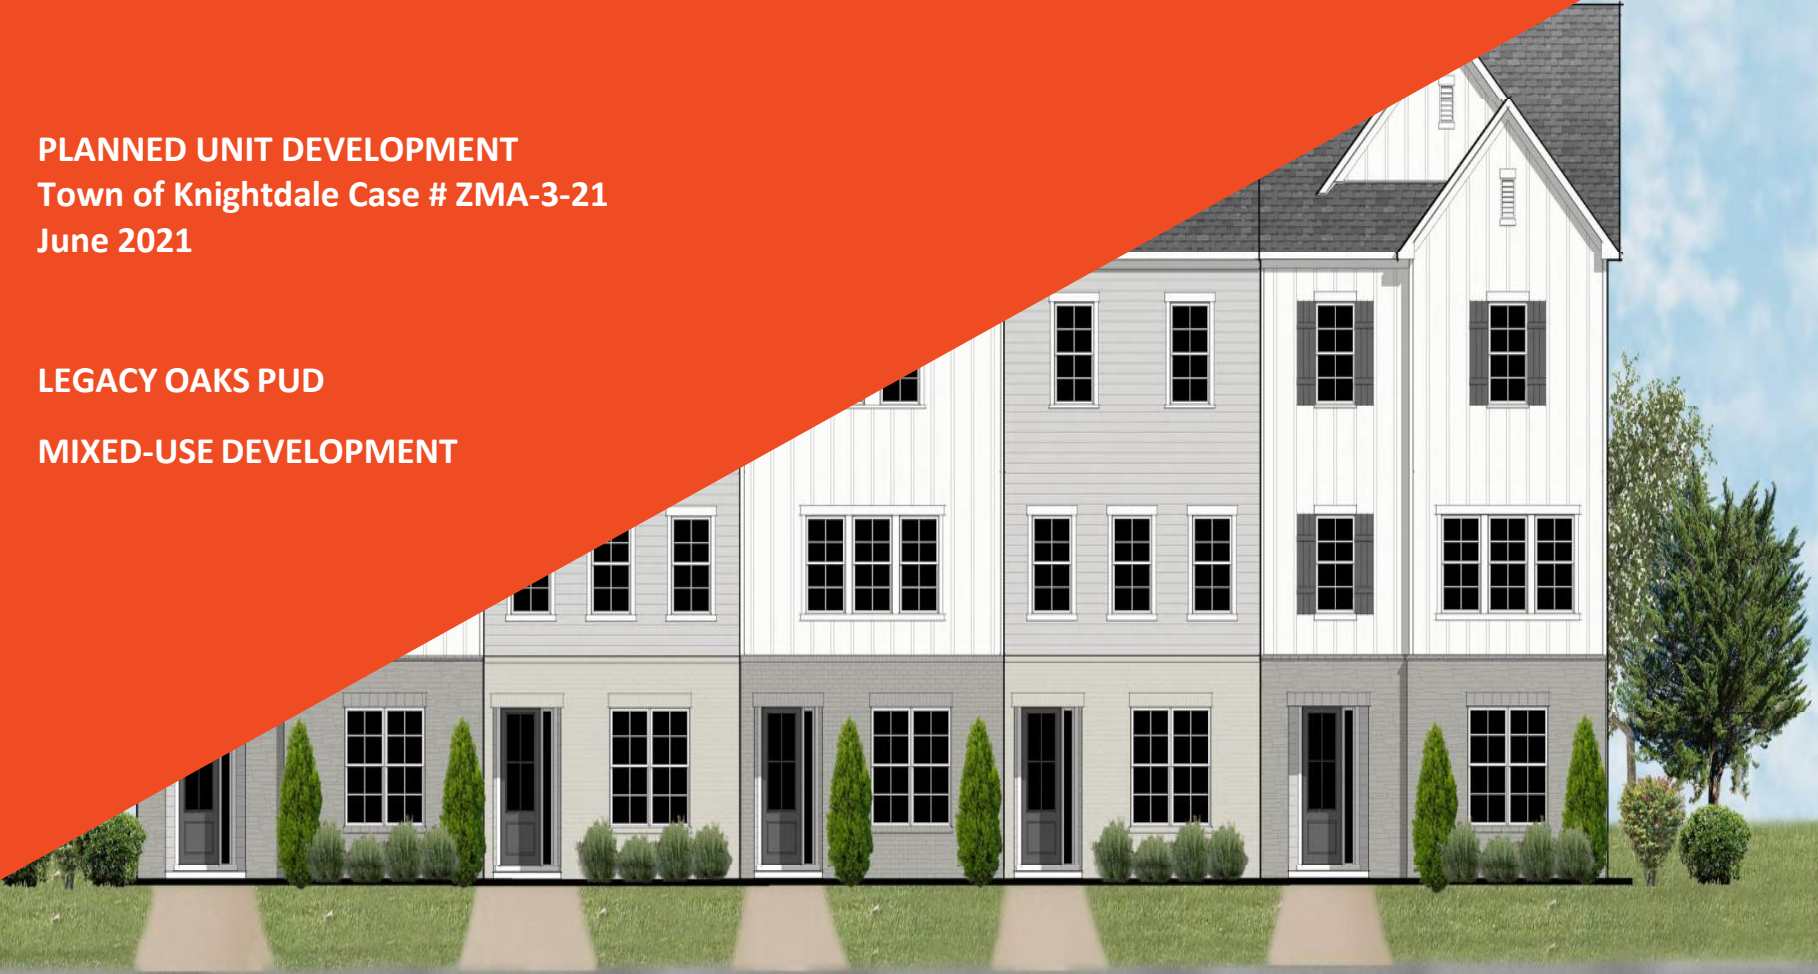 PLANNED UNIT DEVELOPMENT
Town of Knightdale Case # ZMA-3-21
June 2021
LEGACY OAKS PUD
MIXED-USE DEVELOPMENT